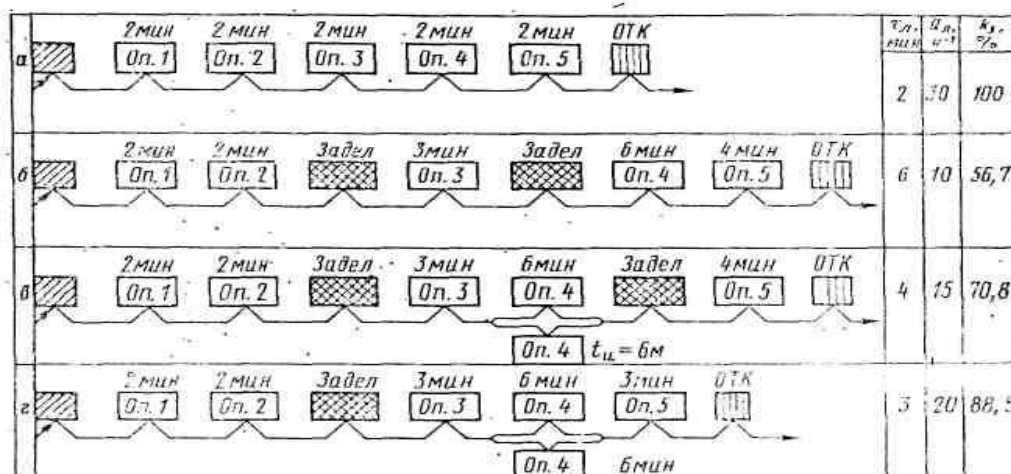 τл, мин aл, ч⁻¹ kз, %
2мин 2мин 2мин 2мин 2мин ОТК
а Оп. 1 Оп. 2 Оп. 3 Оп. 4 Оп. 5
2 30 100
2мин 2мин Задел 3мин Задел 6мин 4мин ОТК
б Оп. 1 Оп. 2 Оп. 3 Оп. 4 Оп. 5
6 10 56,7
2мин 2мин Задел 3мин 6мин Задел 4мин ОТК
в Оп. 1 Оп. 2 Оп. 3 Оп. 4 Оп. 5
4 15 70,8
Оп. 4 tц = 6м
2мин 2мин Задел 3мин 6мин 3мин ОТК
г Оп. 1 Оп. 2 Оп. 3 Оп. 4 Оп. 5
3 20
Оп. 4 6мин